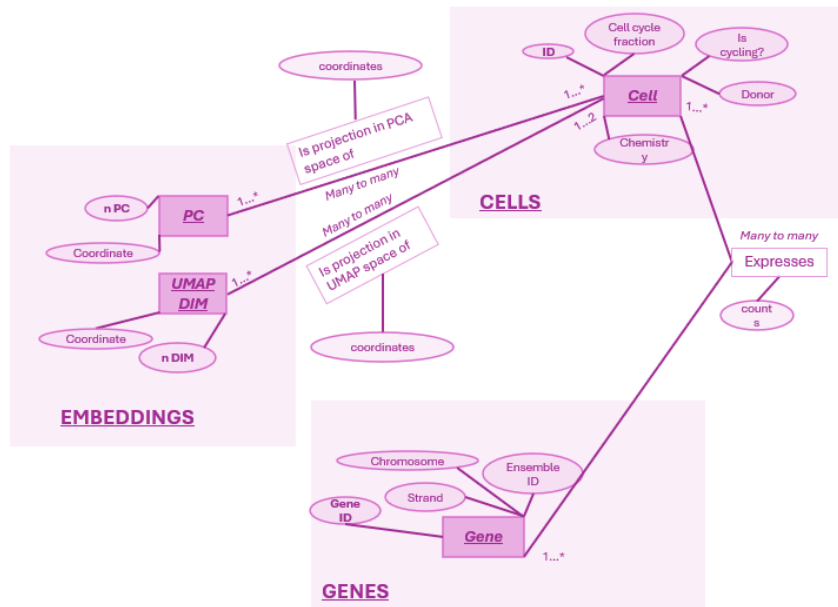 Cell cycle
fraction
Is
cycling?
ID
coordinates
Cell
Donor
1...*
1...*
1...2
Is projection in PCA
space of
Chemistr
y
CELLS
Many to many
1...*
n PC
PC
Many to many
Many to many
Coordinate
Is projection in
UMAP space of
Expresses
UMAP
DIM
1...*
count
s
Coordinate
n DIM
coordinates
EMBEDDINGS
Chromosome
Ensemble
ID
Strand
Gene
ID
Gene
1...*
GENES